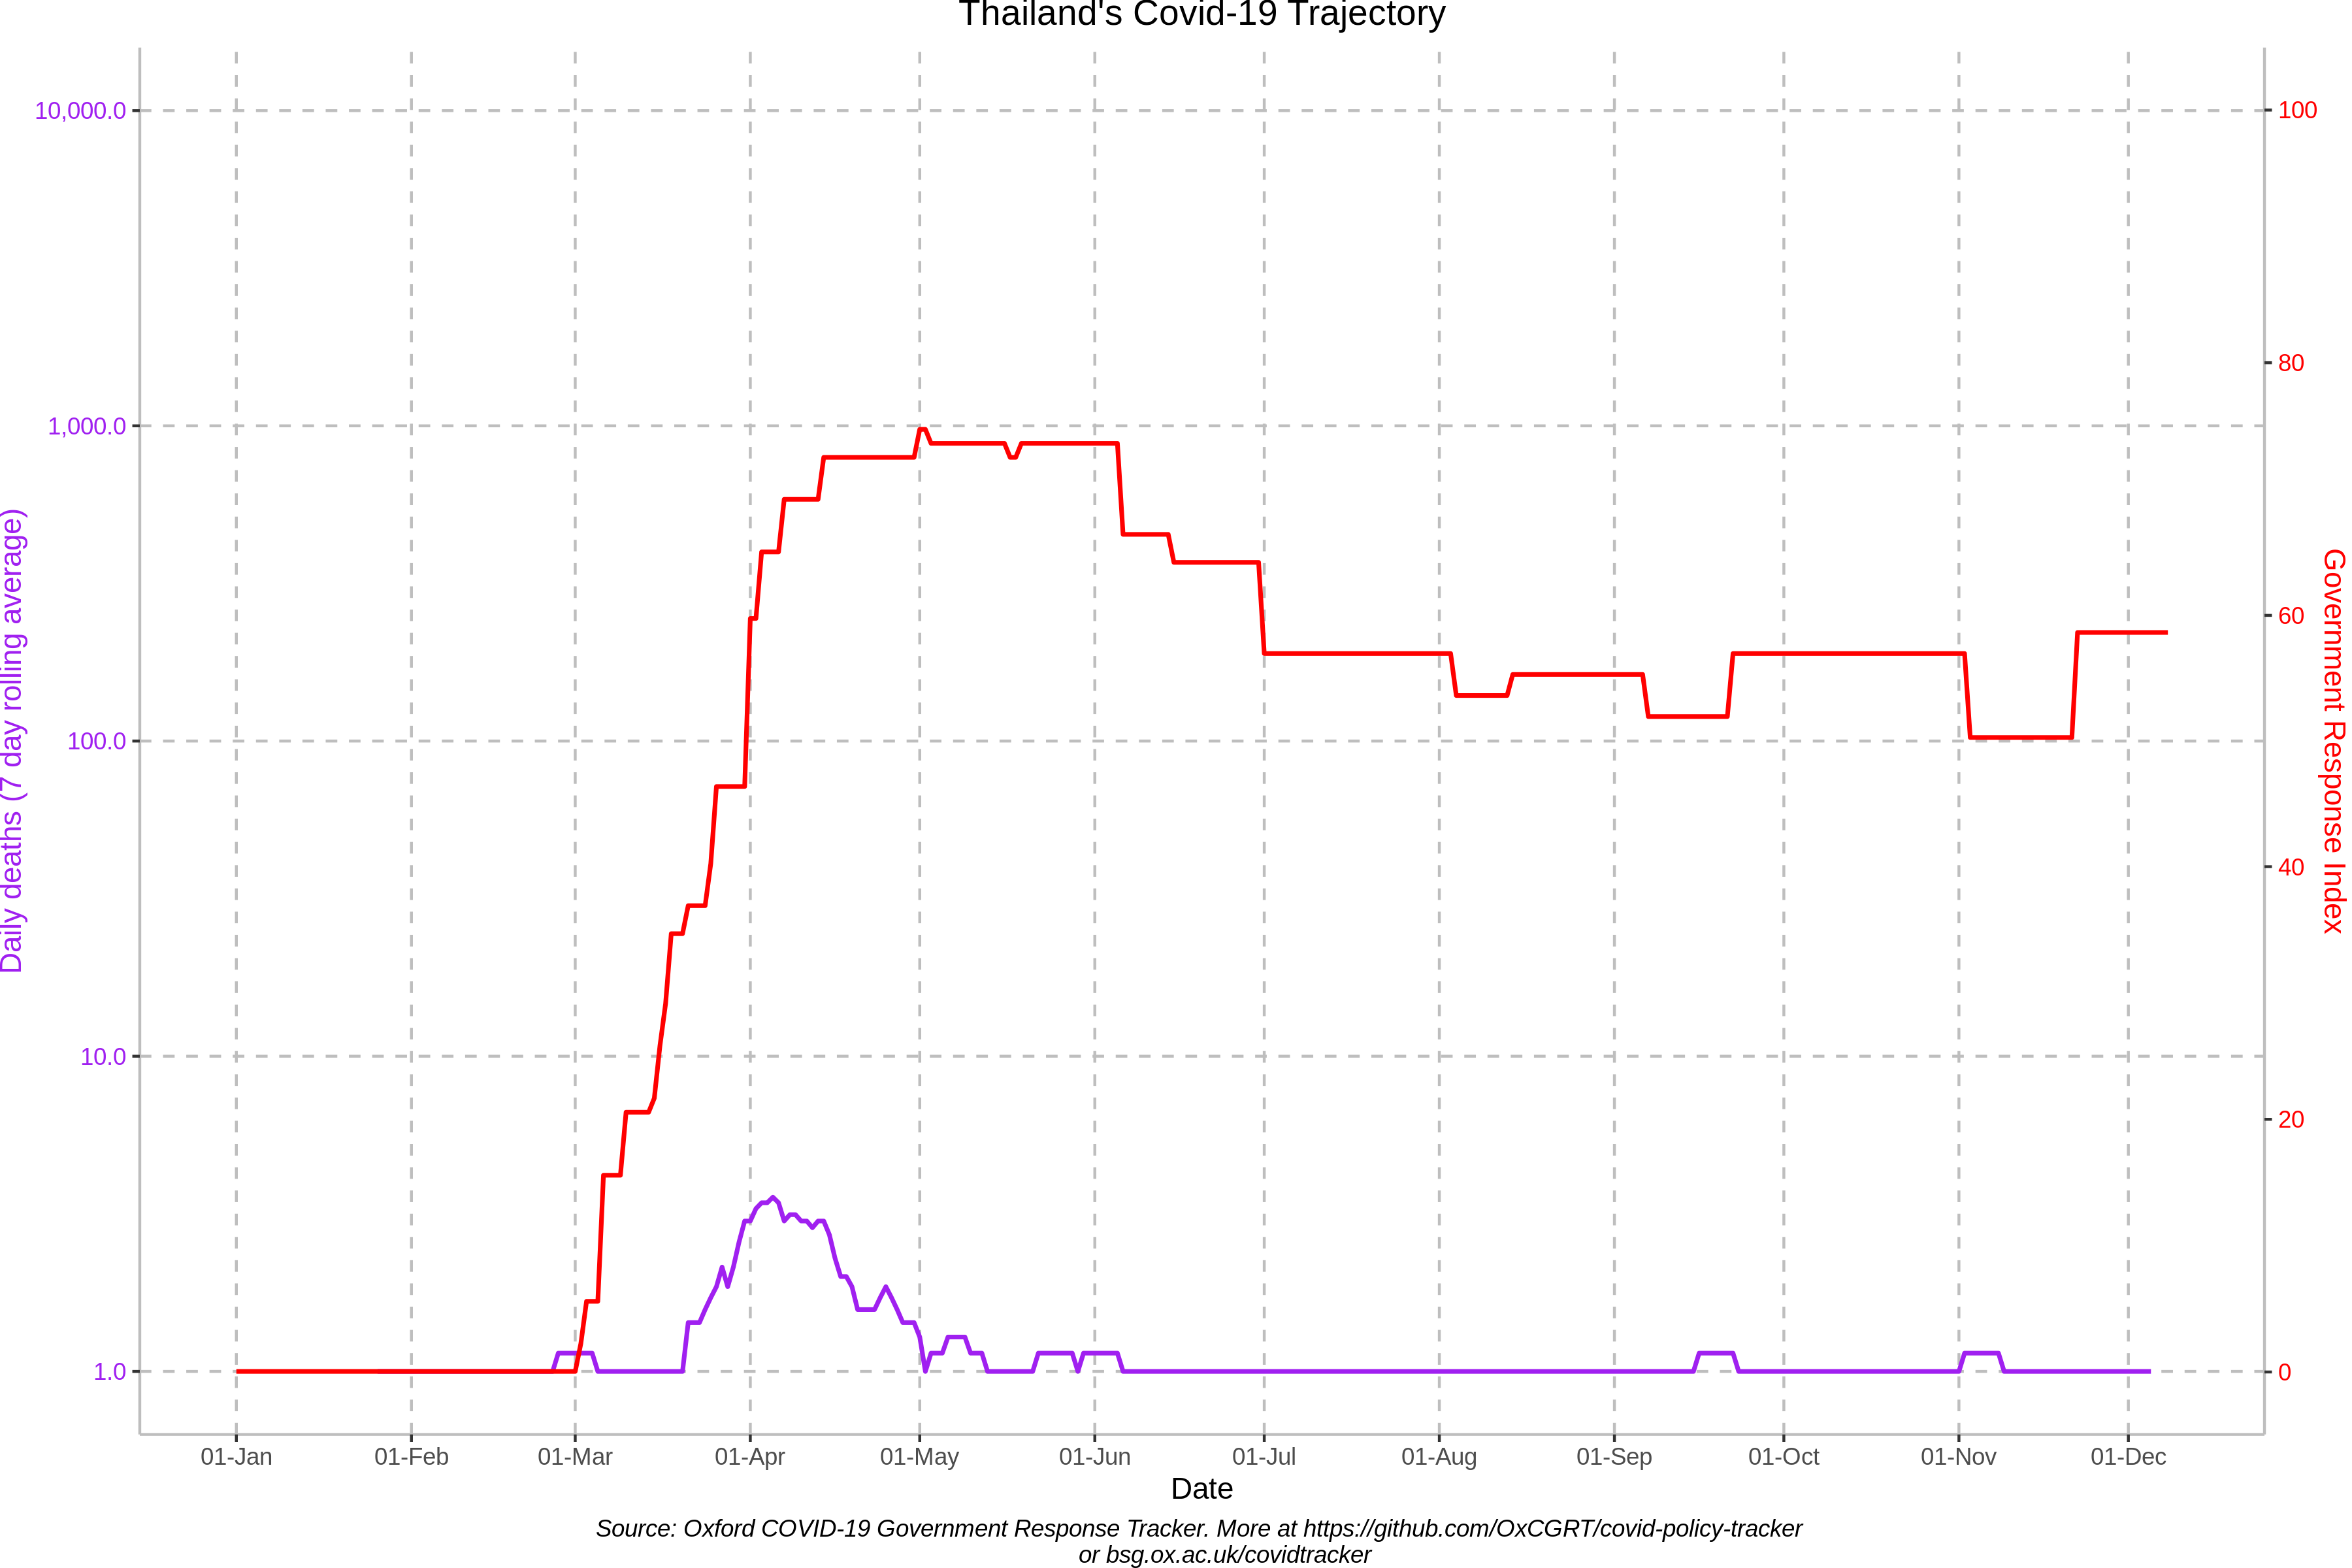 Thailand's Covid-19 Trajectory
10,000.0
1,000.0
100.0
10.0
1.0
Daily deaths (7 day rolling average)
100
80
60
40
20
0
Government Response Index
01-Jan 01-Feb 01-Mar 01-Apr 01-May 01-Jun 01-Jul 01-Aug 01-Sep 01-Oct 01-Nov 01-Dec
Date
Source: Oxford COVID-19 Government Response Tracker. More at https://github.com/OxCGRT/covid-policy-tracker
or bsg.ox.ac.uk/covidtracker